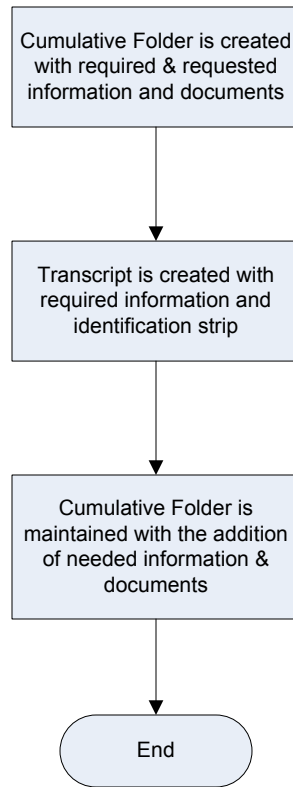 Cumulative Folder is created
with required & requested
information and documents
Transcript is created with
required information and
identification strip
Cumulative Folder is
maintained with the addition
of needed information &
documents
End